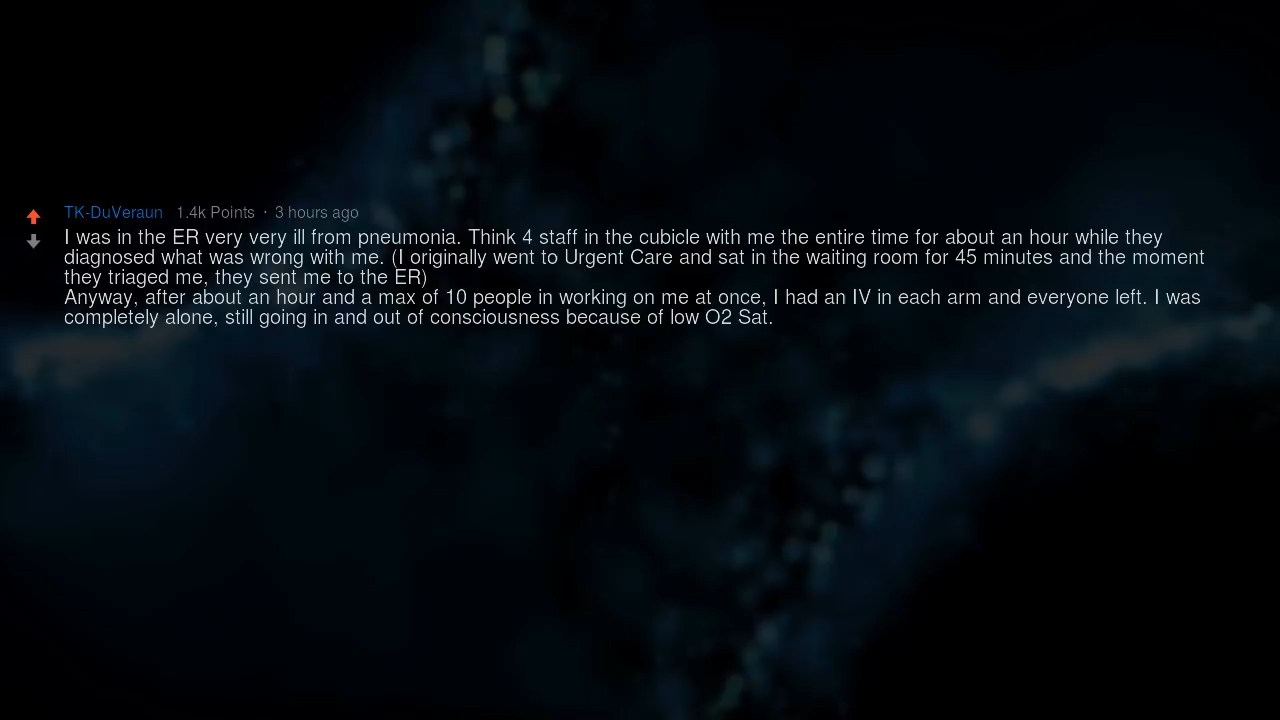 TK-DuVeraun 1.4k Points · 3 hours ago
I was in the ER very very ill from pneumonia. Think 4 staff in the cubicle with me the entire time for about an hour while they
diagnosed what was wrong with me. (I originally went to Urgent Care and sat in the waiting room for 45 minutes and the moment
they triaged me, they sent me to the ER)
Anyway, after about an hour and a max of 10 people in working on me at once, I had an IV in each arm and everyone left. I was
completely alone, still going in and out of consciousness because of low O2 Sat.